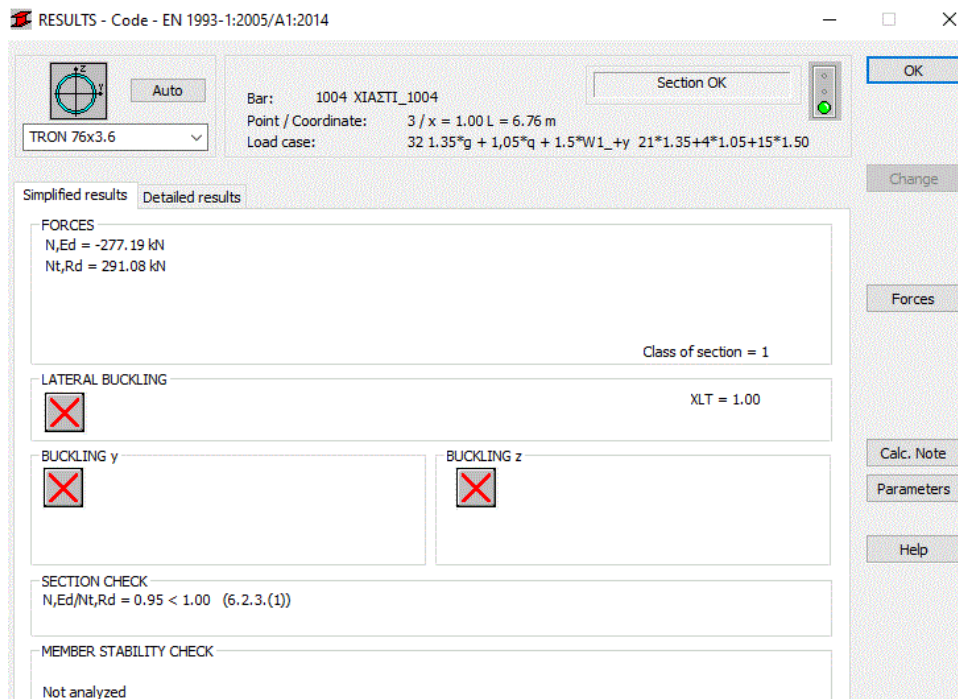 RESULTS - Code - EN 1993-1:2005/A1:2014
z
y
Auto
TRON 76x3.6
Bar: 1004 ΧΙΑΣΤΙ_1004
Point / Coordinate: 3 / x = 1.00 L = 6.76 m
Load case: 32 1.35*g + 1,05*q + 1.5*W1_+y 21*1.35+4*1.05+15*1.50
Section OK
OK
Change
Simplified results Detailed results
FORCES
N,Ed = -277.19 kN
Nt,Rd = 291.08 kN
Class of section = 1
Forces
LATERAL BUCKLING
XLT = 1.00
BUCKLING y
BUCKLING z
Calc. Note
Parameters
Help
SECTION CHECK
N,Ed/Nt,Rd = 0.95 < 1.00 (6.2.3.(1))
MEMBER STABILITY CHECK
Not analyzed